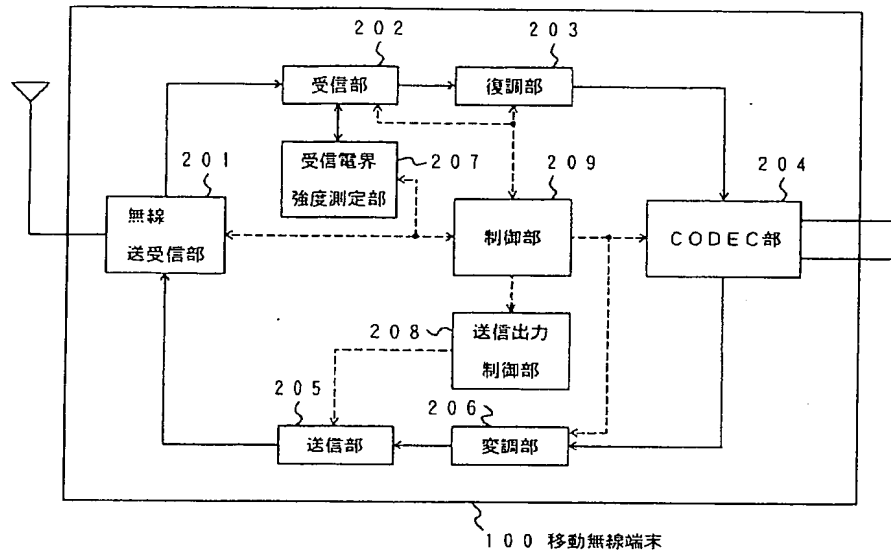 202
203
受信部
復調部
201
受信電界
強度測定部
207
209
204
無線
送受信部
制御部
CODEC部
208
送信出力
制御部
205
206
送信部
変調部
100 移動無線端末